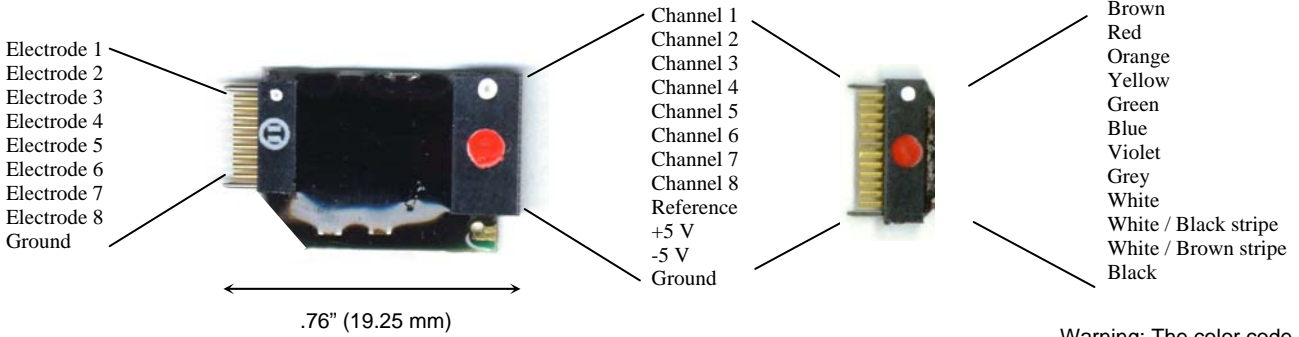 Electrode 1
Electrode 2
Electrode 3
Electrode 4
Electrode 5
Electrode 6
Electrode 7
Electrode 8
Ground
.76" (19.25 mm)
Channel 1
Channel 2
Channel 3
Channel 4
Channel 5
Channel 6
Channel 7
Channel 8
Reference
+5 V
-5 V
Ground
Brown
Red
Orange
Yellow
Green
Blue
Violet
Grey
White
White / Black stripe
White / Brown stripe
Black
Warning: The color code